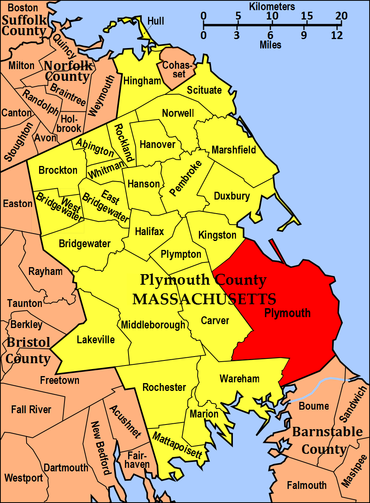 Boston
Suffolk
County
Hull
Kilometers
0 5 10 15 20
0 3 6 9 12
Miles
Quincy
Milton
Norfolk
County
Hingham
Cohas-
set
Braintree
Weymouth
Scituate
Canton
Randolph
Hol-
brook
Norwell
Stoughton
Avon
Abington
Rockland
Hanover
Marshfield
Brockton
Whitman
Hanson
Pembroke
Easton
West
Bridgewater
East
Bridgewater
Duxbury
Halifax
Kingston
Bridgewater
Plympton
Raynham
Plymouth County
MASSACHUSETTS
Taunton
Plymouth
Berkley
Middleborough
Carver
Bristol
County
Lakeville
Freetown
Rochester
Wareham
Fall River
Acushnet
Marion
Bourne
Sandwich
New Bedford
Mattapoisett
Barnstable
County
Dartmouth
Fair-
haven
Mashpee
Westport
Falmouth